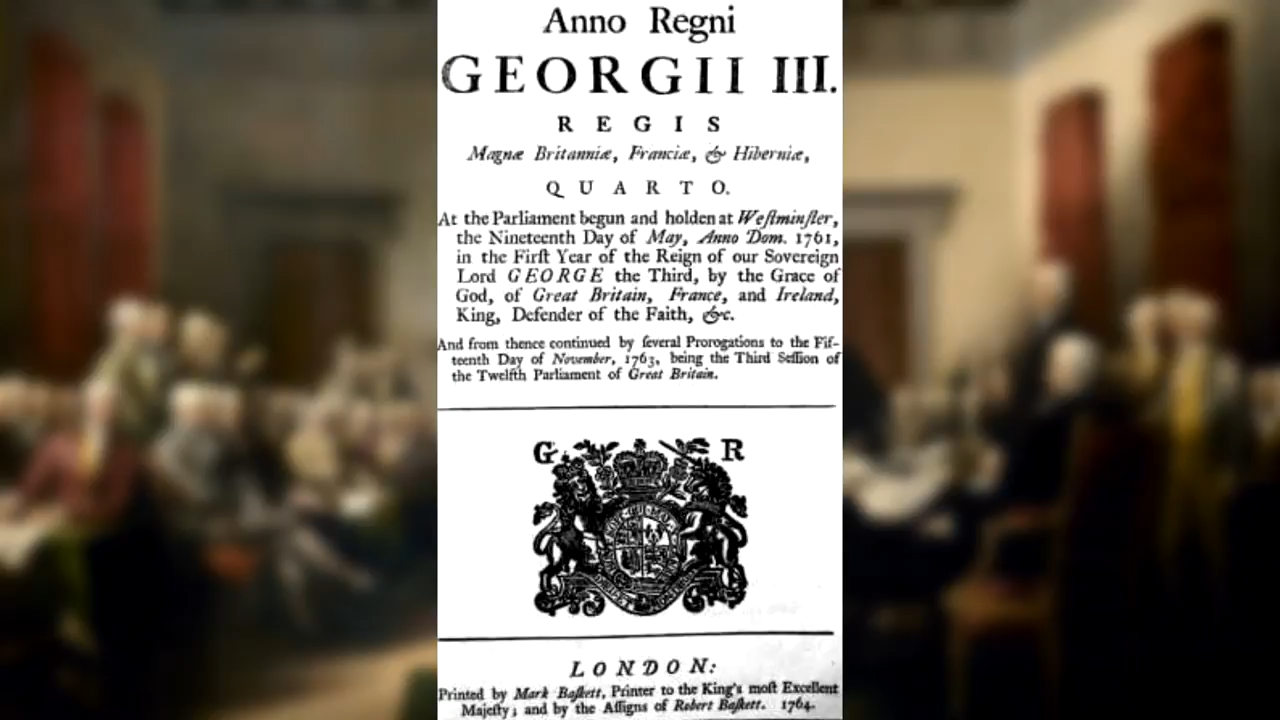 Anno Regni
GEORGII III.
REGIS
Magnæ Britanniæ, Franciæ, & Hiberniæ,
QUARTO.
At the Parliament begun and holden at Weſtminſter,
the Nineteenth Day of May, Anno Dom. 1761,
in the Firſt Year of the Reign of our Sovereign
Lord GEORGE the Third, by the Grace of
God, of Great Britain, France, and Ireland,
King, Defender of the Faith, &c.
And from thence continued by ſeveral Prorogations to the Fif-
teenth Day of November, 1763, being the Third Seſſion of
the Twelfth Parliament of Great Britain.
G R
LONDON:
Printed by Mark Baſkett, Printer to the King's moſt Excellent
Majeſty; and by the Aſſigns of Robert Baſkett. 1764.